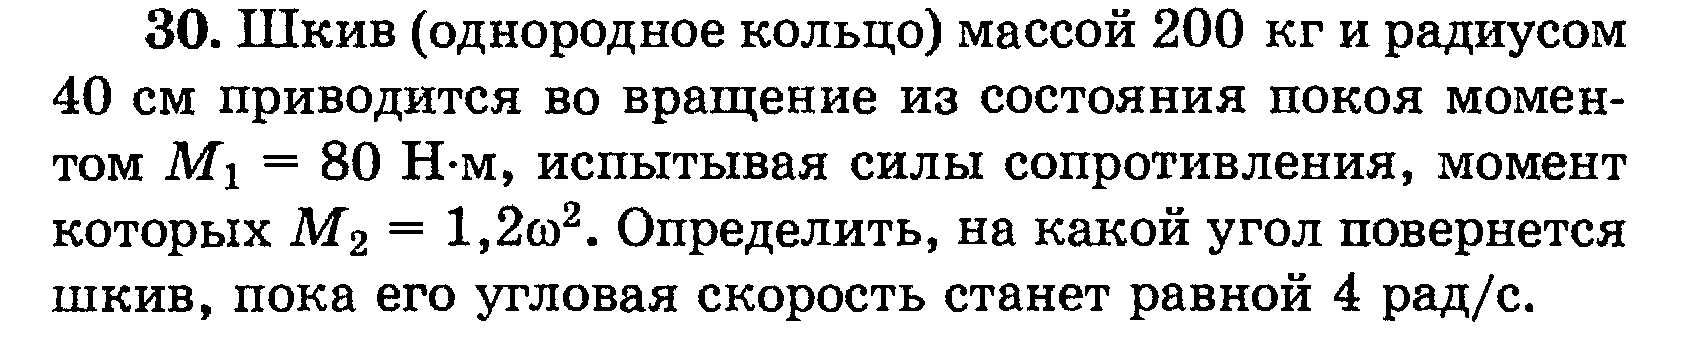 30. Шкив (однородное кольцо) массой 200 кг и радиусом
40 см приводится во вращение из состояния покоя момен-
том M₁ = 80 Н·м, испытывая силы сопротивления, момент
которых M₂ = 1,2ω². Определить, на какой угол повернется
шкив, пока его угловая скорость станет равной 4 рад/с.